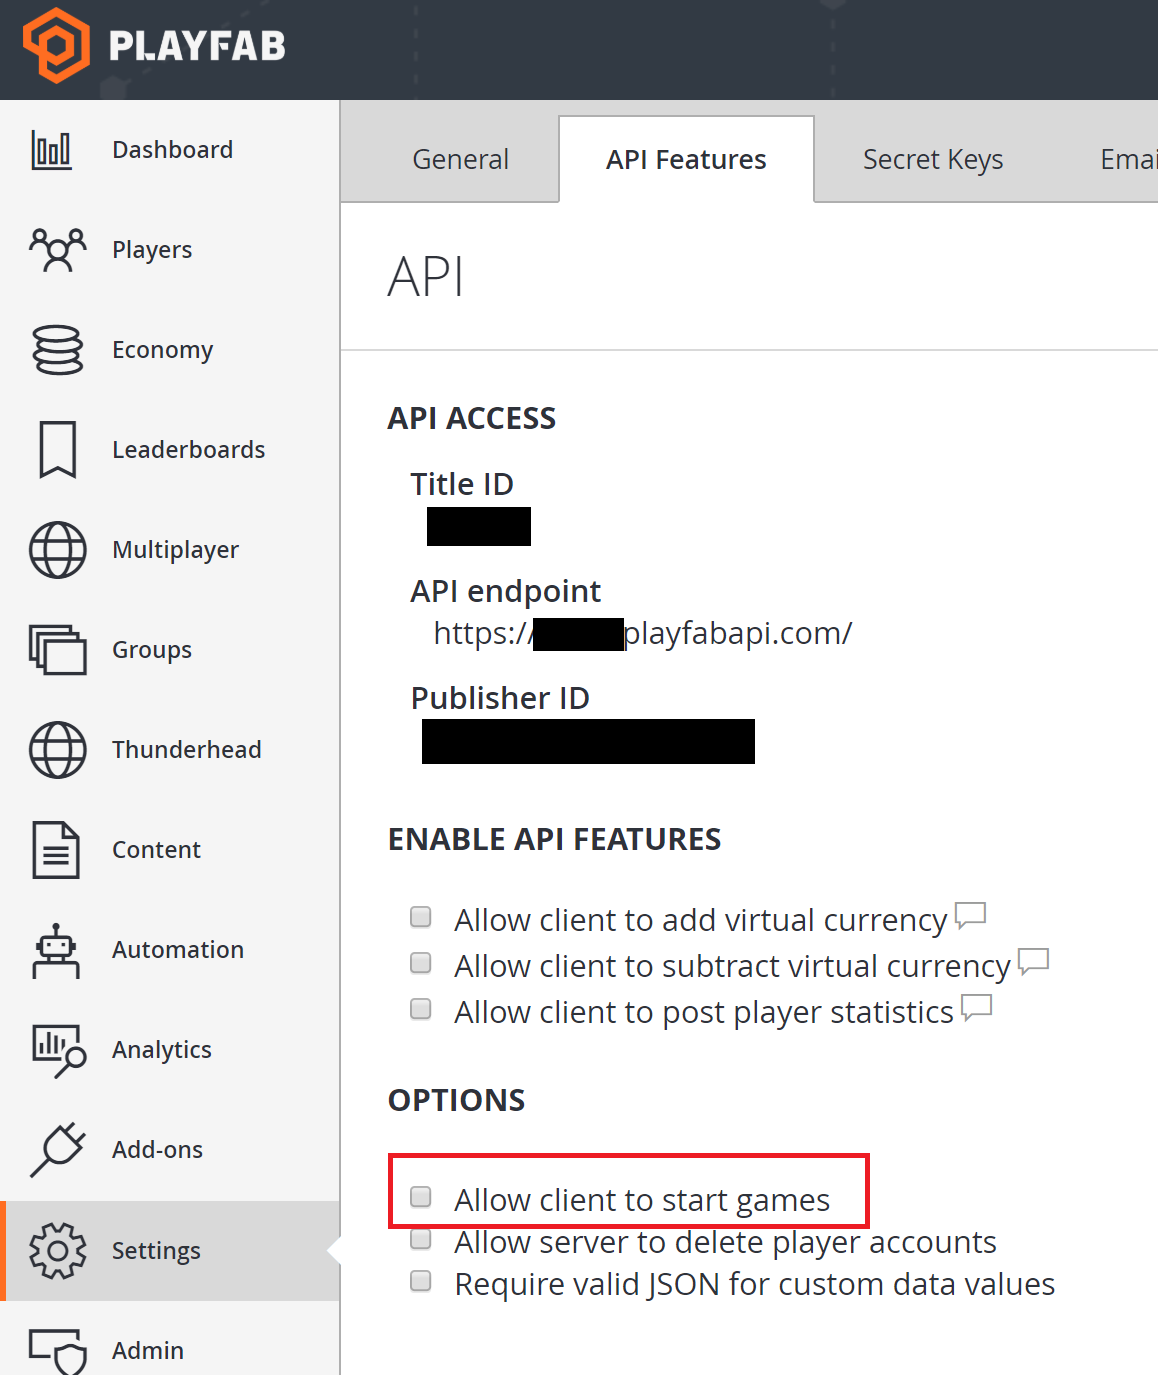 PLAYFAB
Dashboard
Players
Economy
Leaderboards
Multiplayer
Groups
Thunderhead
Content
Automation
Analytics
Add-ons
Settings
Admin
General
API Features
Secret Keys
Emai
API
API ACCESS
Title ID
API endpoint
https:// playfabapi.com/
Publisher ID
ENABLE API FEATURES
Allow client to add virtual currency
Allow client to subtract virtual currency
Allow client to post player statistics
OPTIONS
Allow client to start games
Allow server to delete player accounts
Require valid JSON for custom data values